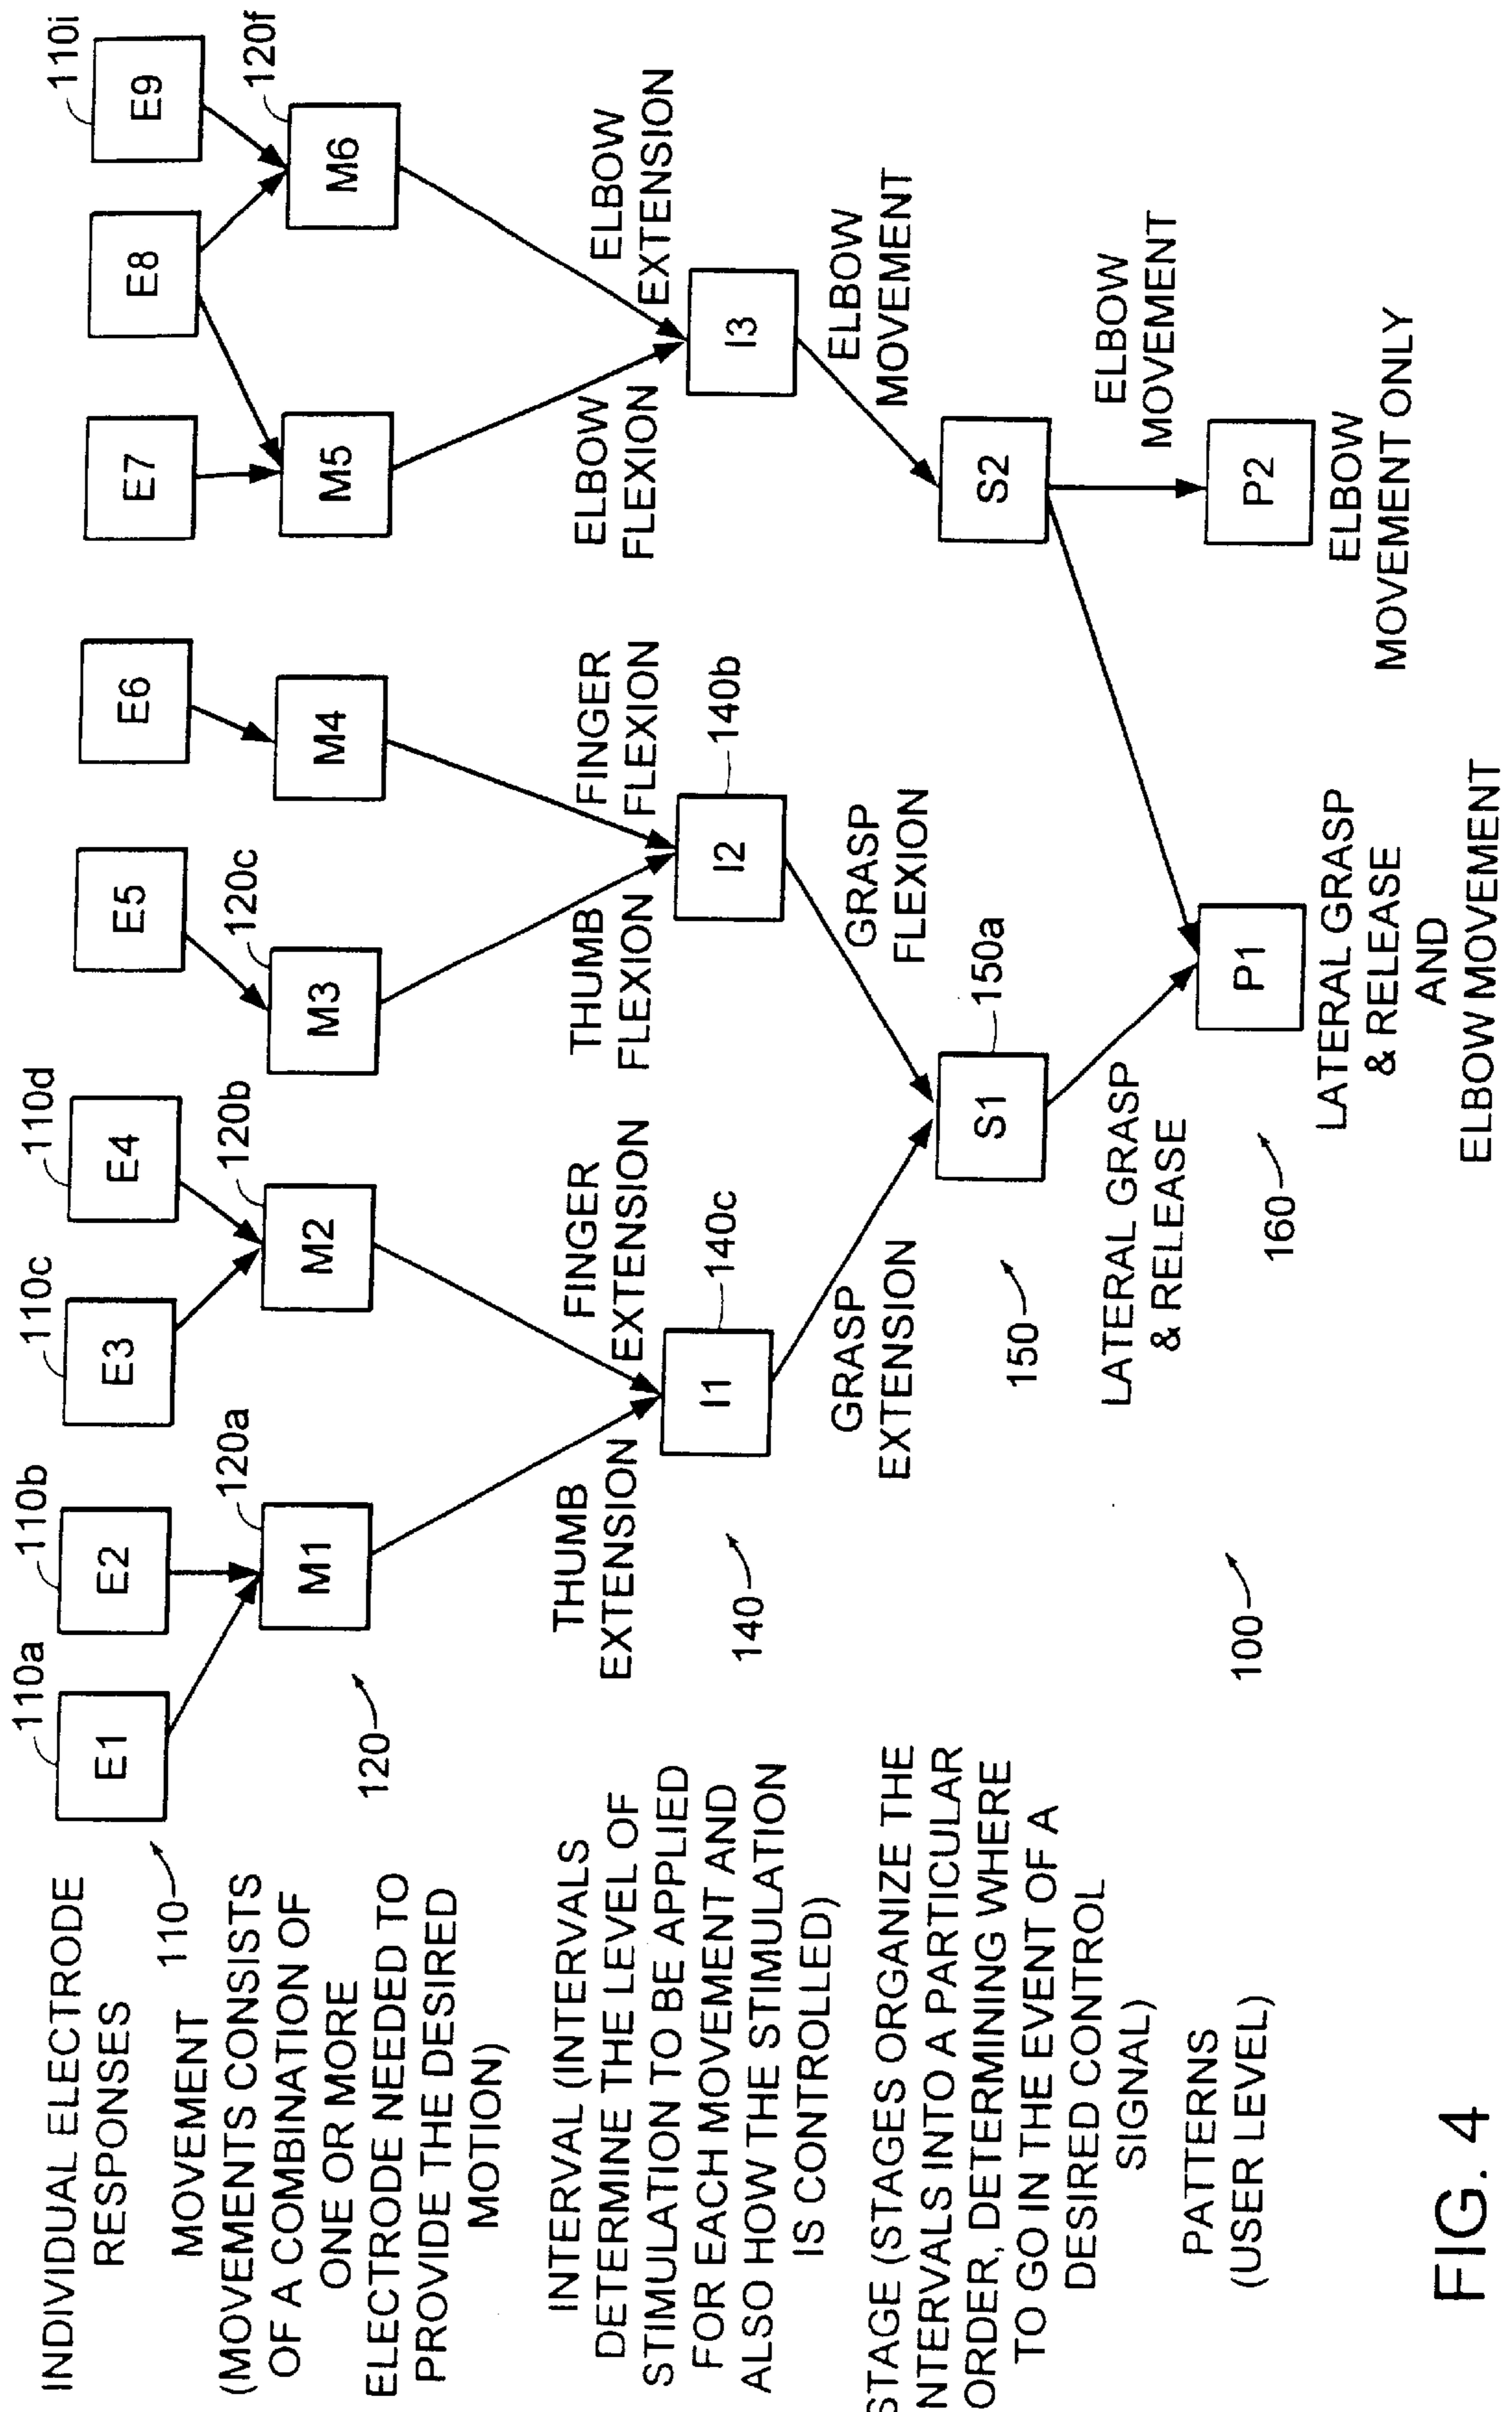 INDIVIDUAL ELECTRODE
RESPONSES
110
110a
E1
110b
E2
110c
E3
110d
E4
E5
E6
E7
E8
110i
E9
MOVEMENT
(MOVEMENTS CONSISTS
OF A COMBINATION OF
ONE OR MORE
ELECTRODE NEEDED TO
PROVIDE THE DESIRED
MOTION)
120
120a
M1
120b
M2
120c
M3
M4
M5
120f
M6
THUMB
EXTENSION
FINGER
EXTENSION
THUMB
FLEXION
FINGER
FLEXION
ELBOW
FLEXION
ELBOW
EXTENSION
INTERVAL (INTERVALS
DETERMINE THE LEVEL OF
STIMULATION TO BE APPLIED
FOR EACH MOVEMENT AND
ALSO HOW THE STIMULATION
IS CONTROLLED)
140
140c
I1
140b
I2
I3
GRASP
EXTENSION
GRASP
FLEXION
ELBOW
MOVEMENT
STAGE (STAGES ORGANIZE THE
NTERVALS INTO A PARTICULAR
ORDER, DETERMINING WHERE
TO GO IN THE EVENT OF A
DESIRED CONTROL
SIGNAL)
150
150a
S1
S2
LATERAL GRASP
& RELEASE
ELBOW
MOVEMENT
PATTERNS
(USER LEVEL)
100
160
P1
P2
LATERAL GRASP
& RELEASE
AND
ELBOW MOVEMENT
ELBOW
MOVEMENT ONLY
FIG. 4